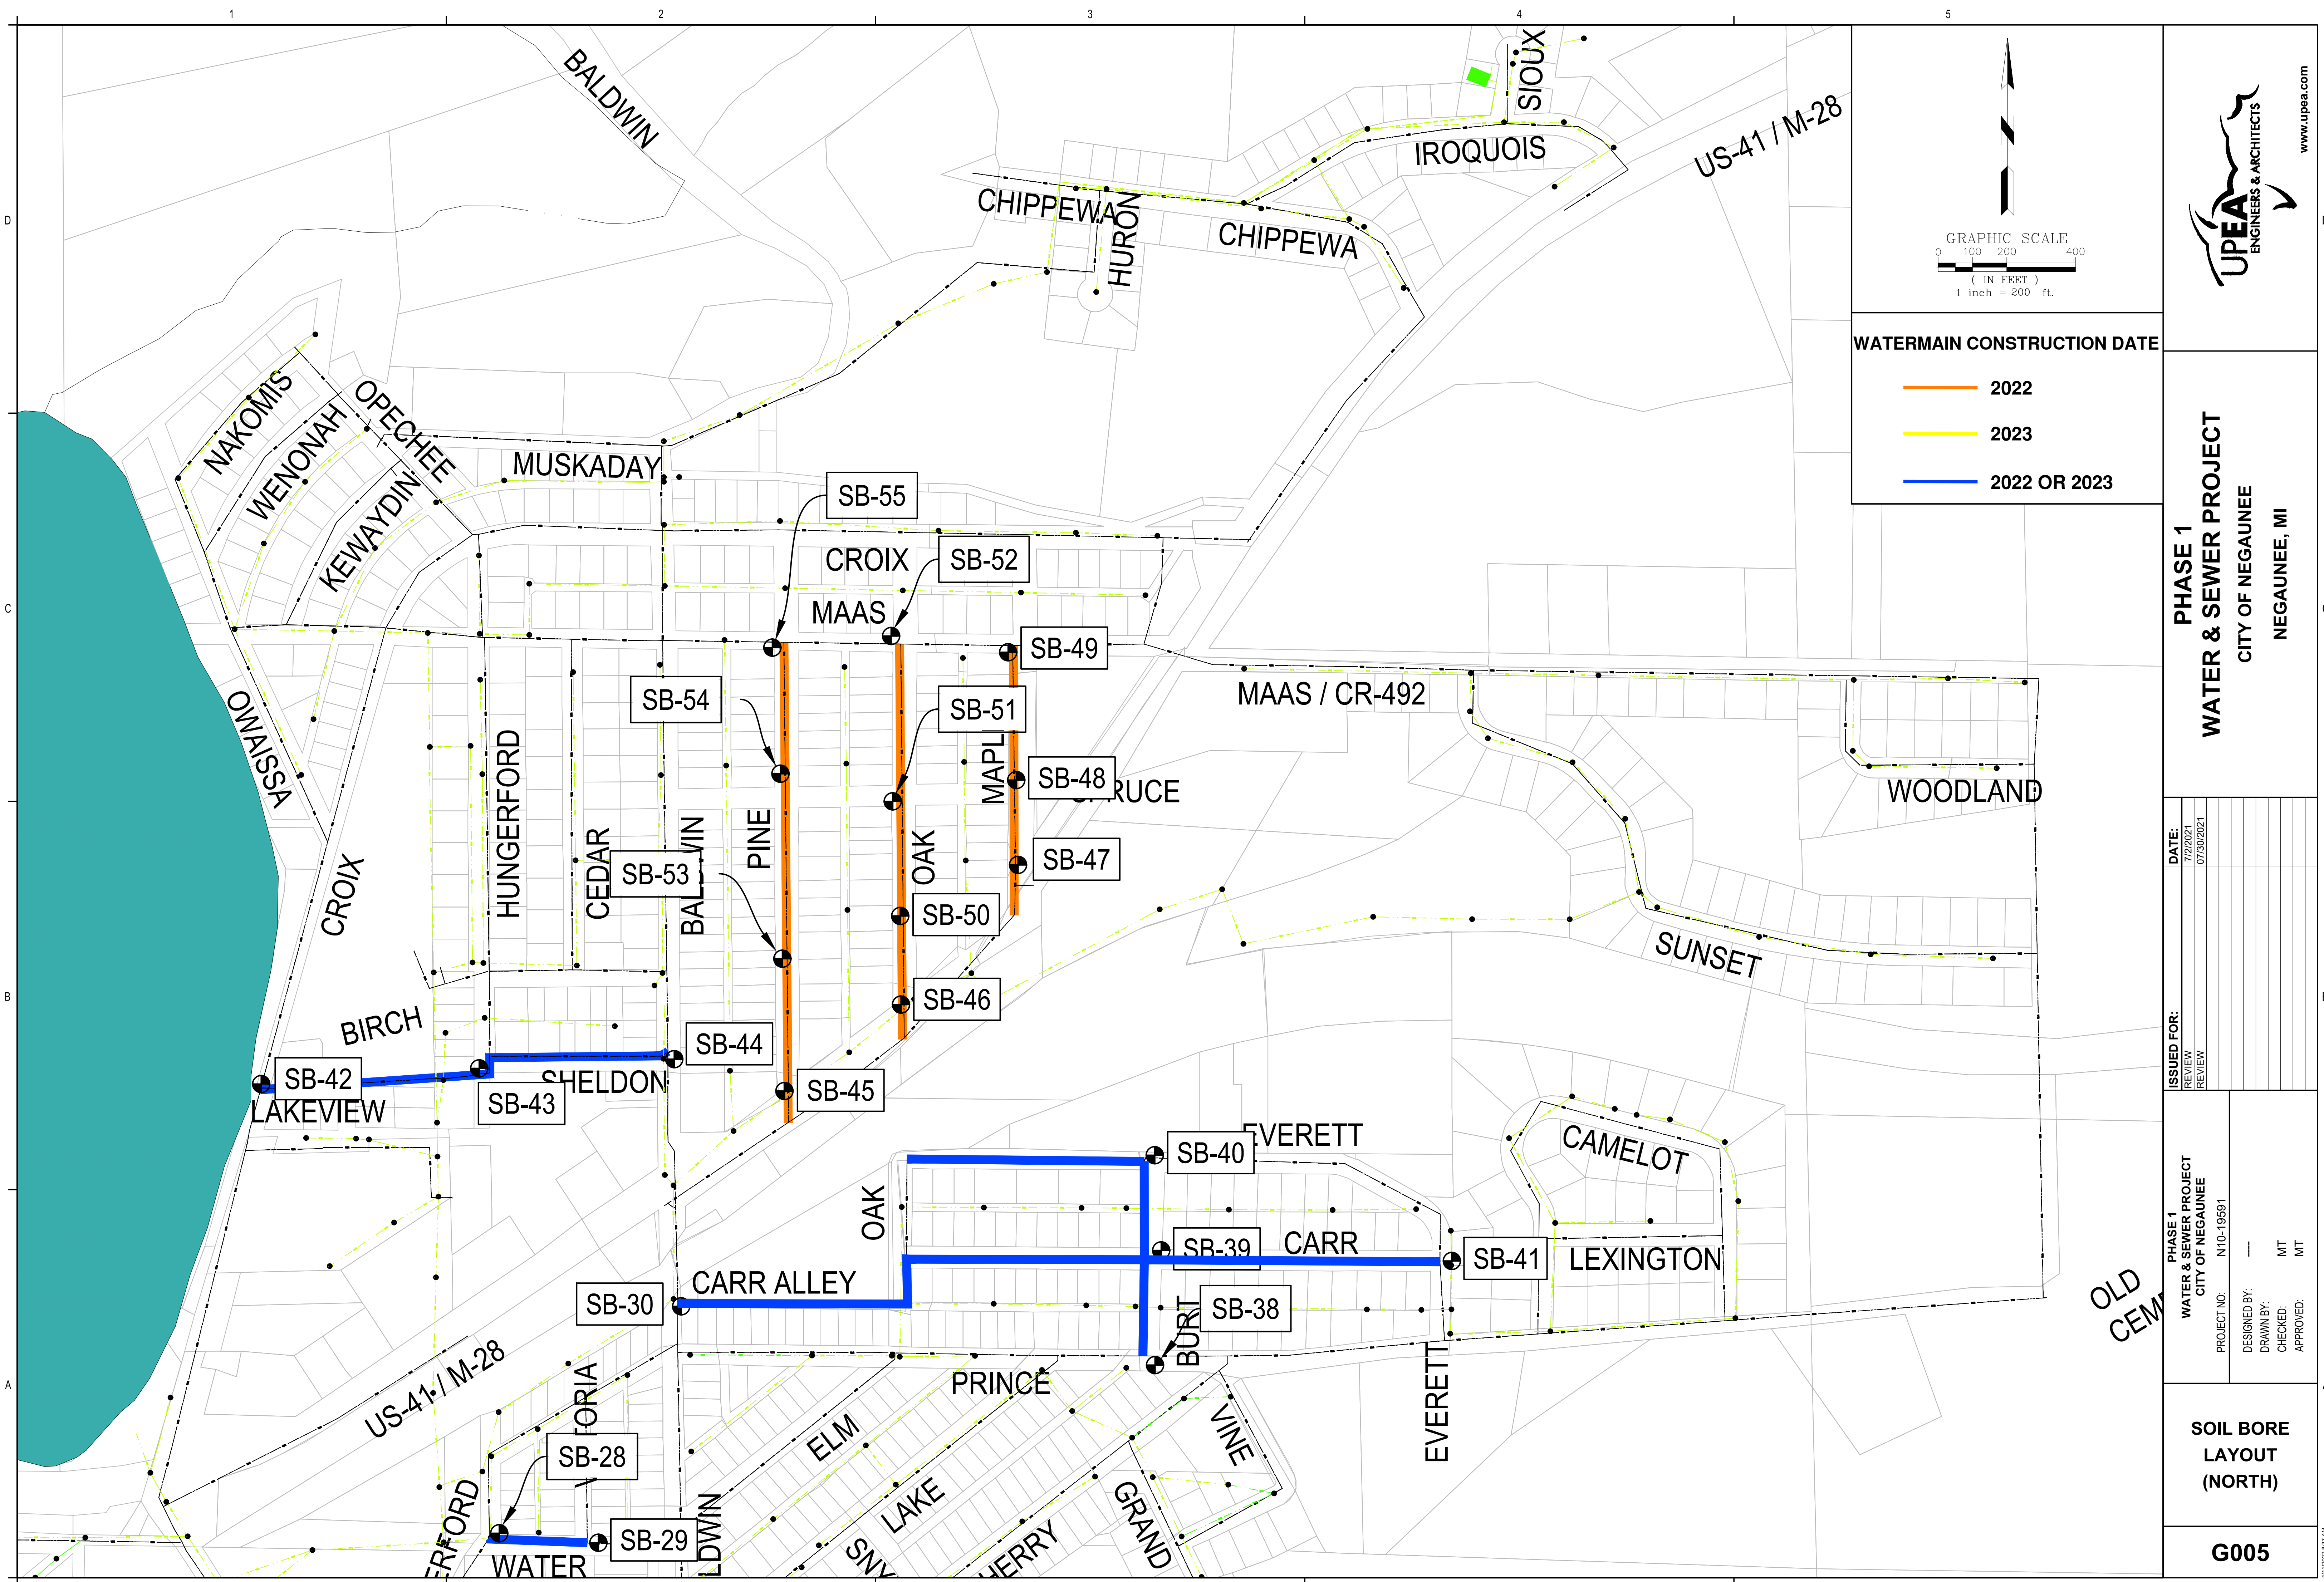 1
2
3
4
5
D
C
B
A
BALDWIN
SIOUX
IROQUOIS
US-41 / M-28
CHIPPEWA
HURON
CHIPPEWA
NAKOMIS
WENONAH
OPECHEE
KEWAYDIN
MUSKADAY
SB-55
CROIX
SB-52
MAAS
SB-49
SB-54
SB-51
MAAS / CR-492
OWAISSA
HUNGERFORD
MAPL
SB-48
RUCE
WOODLAND
CEDAR
PINE
OAK
SB-53
SB-47
CROIX
SB-50
SUNSET
BIRCH
SB-46
SB-44
SB-42
SHELDON
SB-43
SB-45
LAKEVIEW
EVERETT
SB-40
CAMELOT
OAK
SB-39
CARR
SB-41
LEXINGTON
CARR ALLEY
SB-30
SB-38
BURT
OLD
CEM
US-41 / M-28
PRINCE
ELM
VINE
EVERETT
SB-28
LAKE
GRAND
SB-29
WATER
GRAPHIC SCALE
0 100 200 400
( IN FEET )
1 inch = 200 ft.
WATERMAIN CONSTRUCTION DATE
2022
2023
2022 OR 2023
UPEA
ENGINEERS & ARCHITECTS
www.upea.com
PHASE 1
WATER & SEWER PROJECT
CITY OF NEGAUNEE
NEGAUNEE, MI
ISSUED FOR: DATE:
REVIEW 7/2/2021
REVIEW 07/30/2021
PHASE 1
WATER & SEWER PROJECT
CITY OF NEGAUNEE
PROJECT NO: N10-19591
DESIGNED BY: ----
DRAWN BY:
CHECKED: MT
APPROVED: MT
SOIL BORE
LAYOUT
(NORTH)
G005